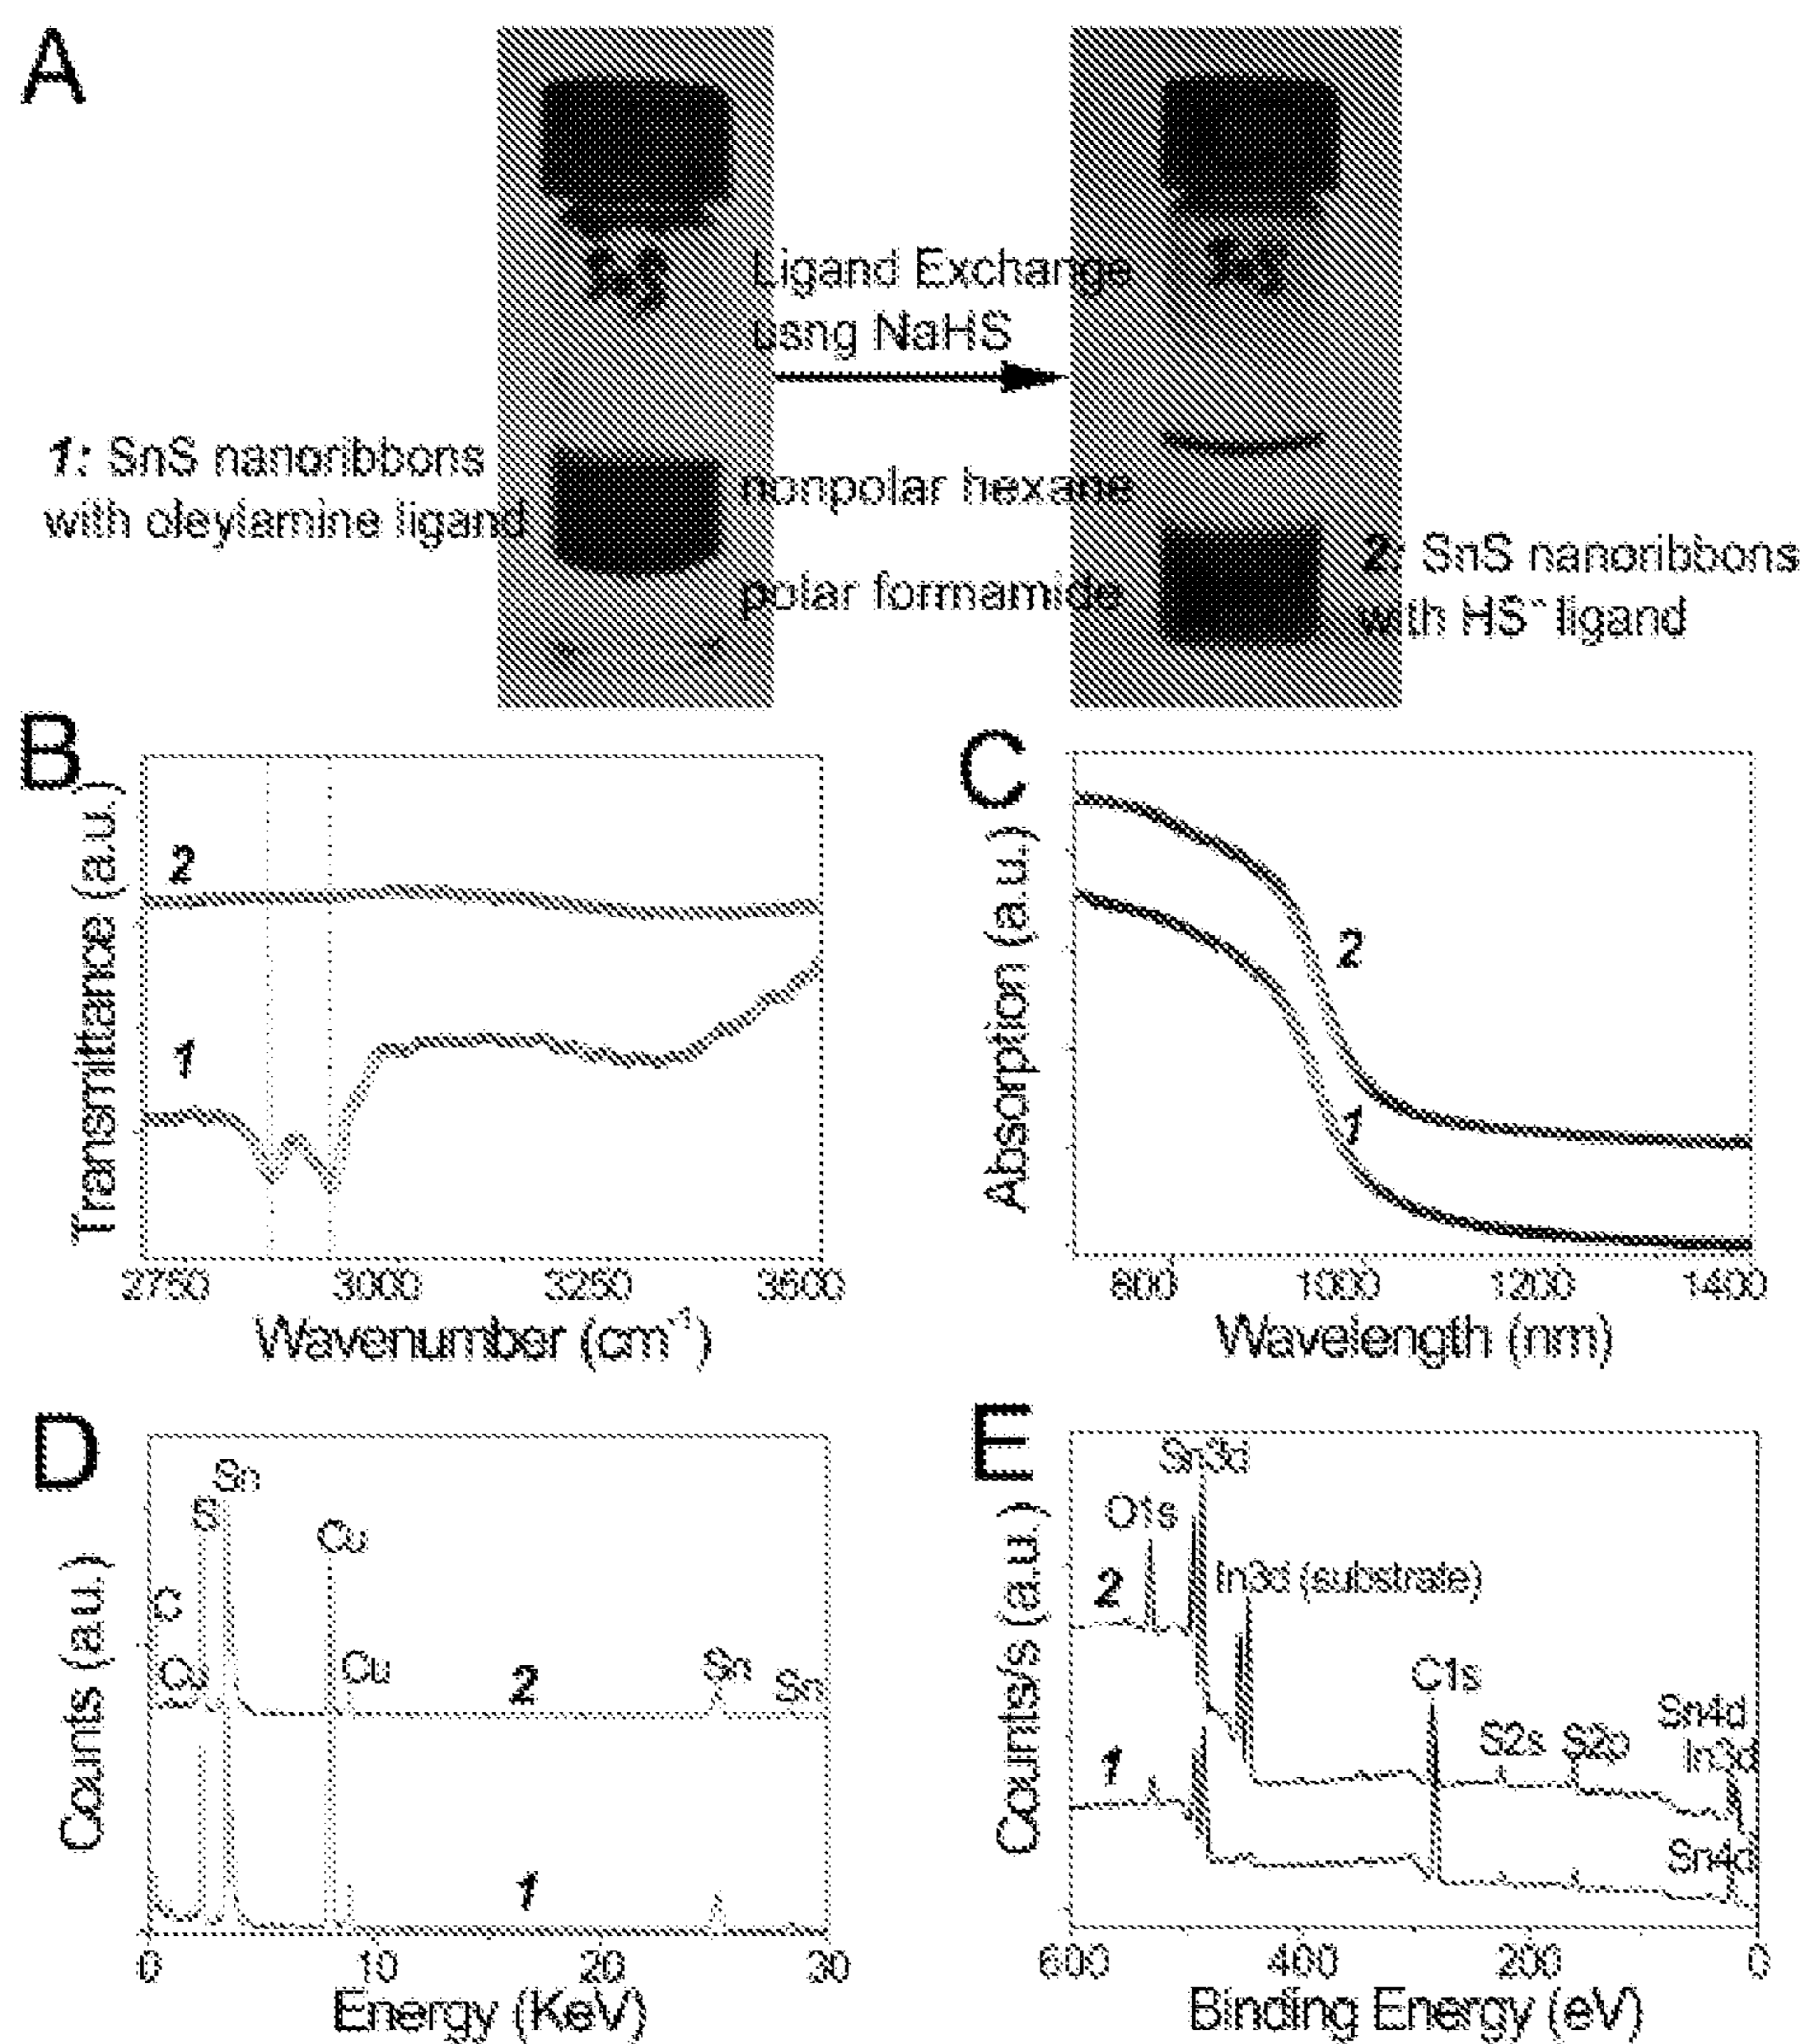 A
Ligand Exchange
usng NaHS
1: SnS nanoribbons
with oleylamine ligand
nonpolar hexane
polar formamide
2: SnS nanoribbons
with HS⁻ ligand
B
Transmittance (a.u.)
2
1
2750 3000 3250 3500
Wavenumber (cm⁻¹)
C
Absorption (a.u.)
2
1
800 1000 1200 1400
Wavelength (nm)
D
Counts (a.u.)
Sn
S
Cu
C
Cu
Cu
2
Sn
Sn
1
0 10 20 30
Energy (KeV)
E
Counts/s (a.u.)
Sn3d
O1s
2
In3d (substrate)
C1s
S2s
S2p
Sn4d
In3d
1
Sn4d
600 400 200 0
Binding Energy (eV)